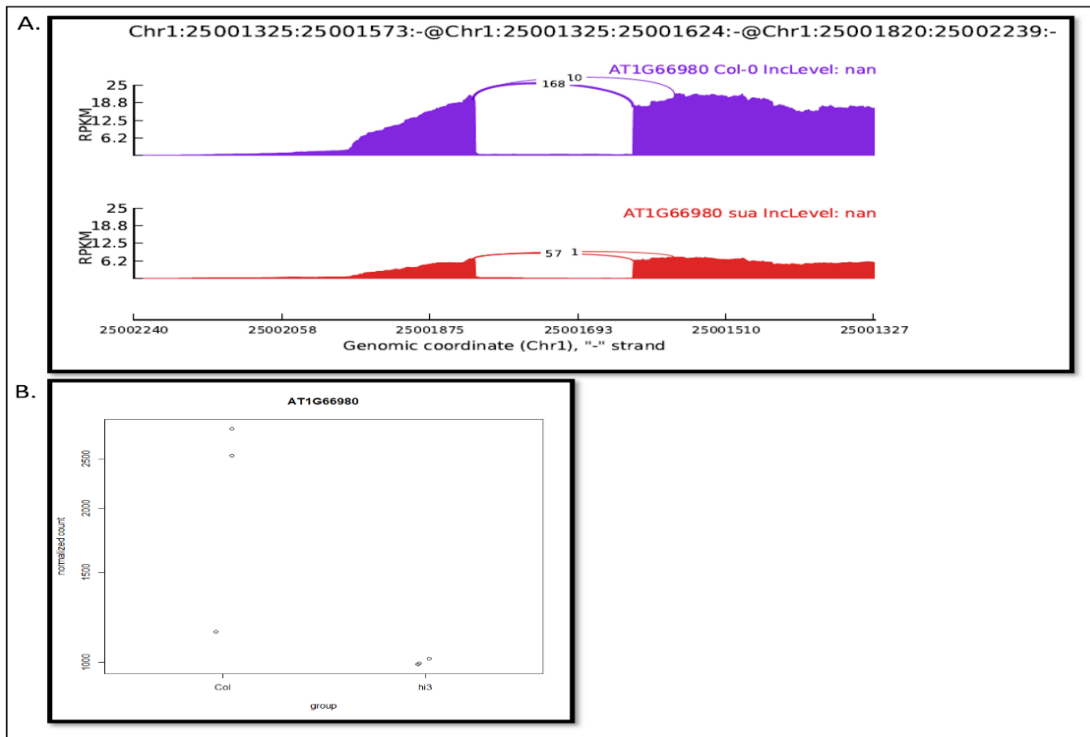 A.
Chr1:25001325:25001573:-@Chr1:25001325:25001624:-@Chr1:25001820:25002239:-
AT1G66980 Col-0 IncLevel: nan
RPKM
25
18.8
12.5
6.2
168
10
AT1G66980 sua IncLevel: nan
RPKM
25
18.8
12.5
6.2
57
1
25002240 25002058 25001875 25001693 25001510 25001327
Genomic coordinate (Chr1), "-" strand
B.
AT1G66980
normalized count
2500
2000
1500
1000
Col hi3
group